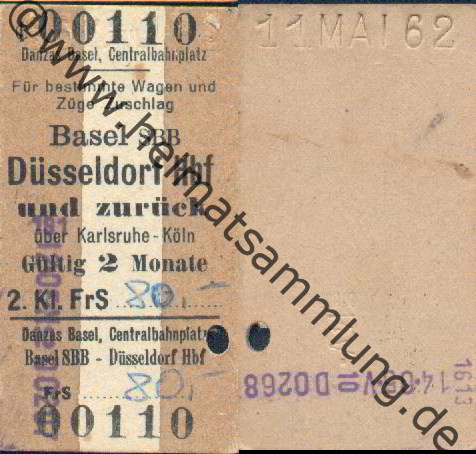 00110
Danzas Basel, Centralbahnplatz
Für bestimmte Wagen und
Züge Zuschlag
Basel SBB
Düsseldorf Hbf
und zurück
über Karlsruhe-Köln
Gültig 2 Monate
2. Kl. FrS 80.-
Danzas Basel, Centralbahnplatz
Basel SBB - Düsseldorf Hbf
FrS 80.-
00110
11 MAI 62
D0268
1613
@www.heimatsammlung.de